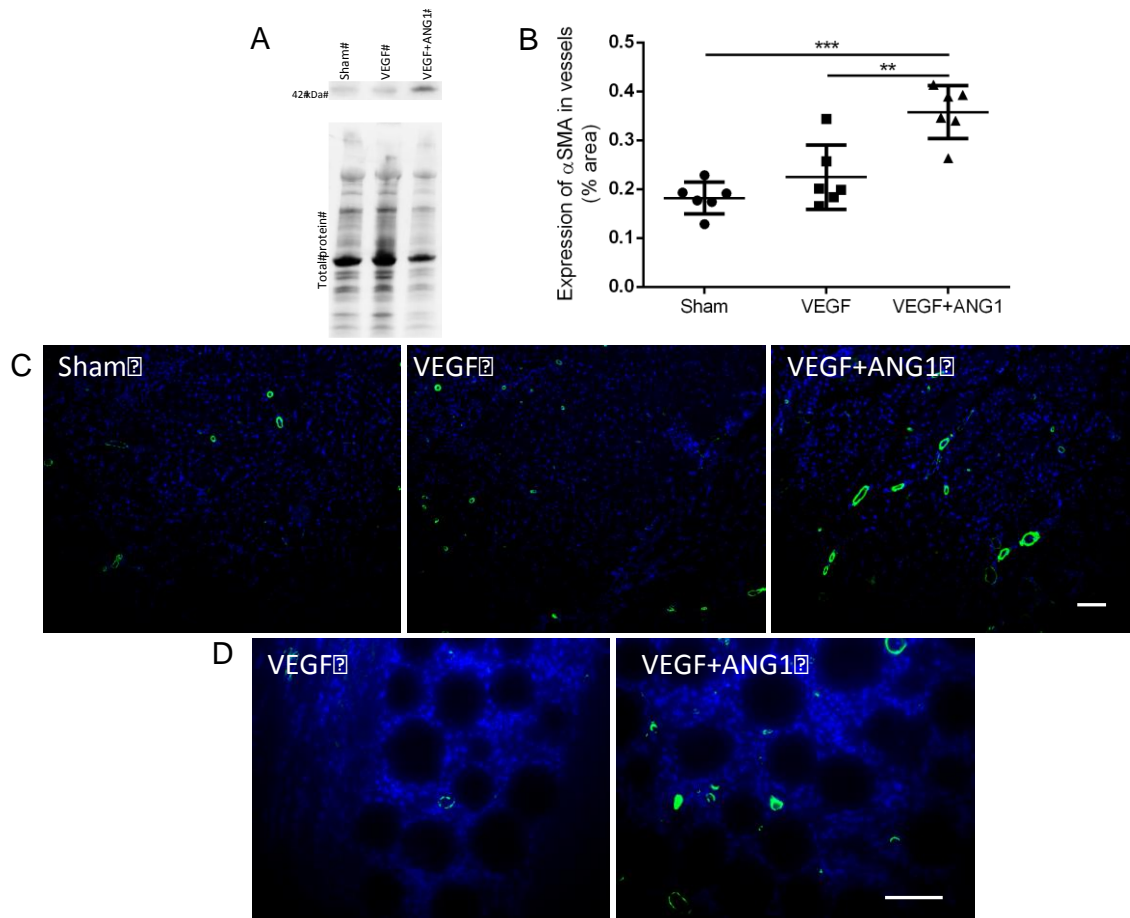 A
Sham#
VEGF#
VEGF+ANG1#
42#kDa#
Total#protein#
B
Expression of αSMA in vessels
(% area)
0.5
0.4
0.3
0.2
0.1
0.0
***
**
Sham
VEGF
VEGF+ANG1
C
Sham
VEGF
VEGF+ANG1
D
VEGF
VEGF+ANG1